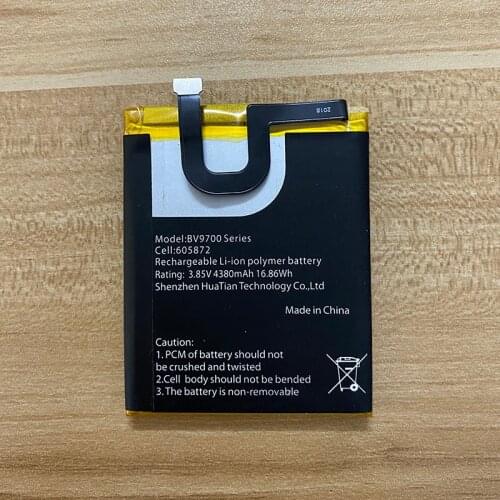 2018
Model:BV9700 Series
Cell:605872
Rechargeable Li-ion polymer battery
Rating: 3.85V 4380mAh 16.86Wh
Shenzhen HuaTian Technology Co,.Ltd
Made in China
Caution:
1. PCM of battery should not
be crushed and twisted
2.Cell body should not be bended
3.The battery is non-removable